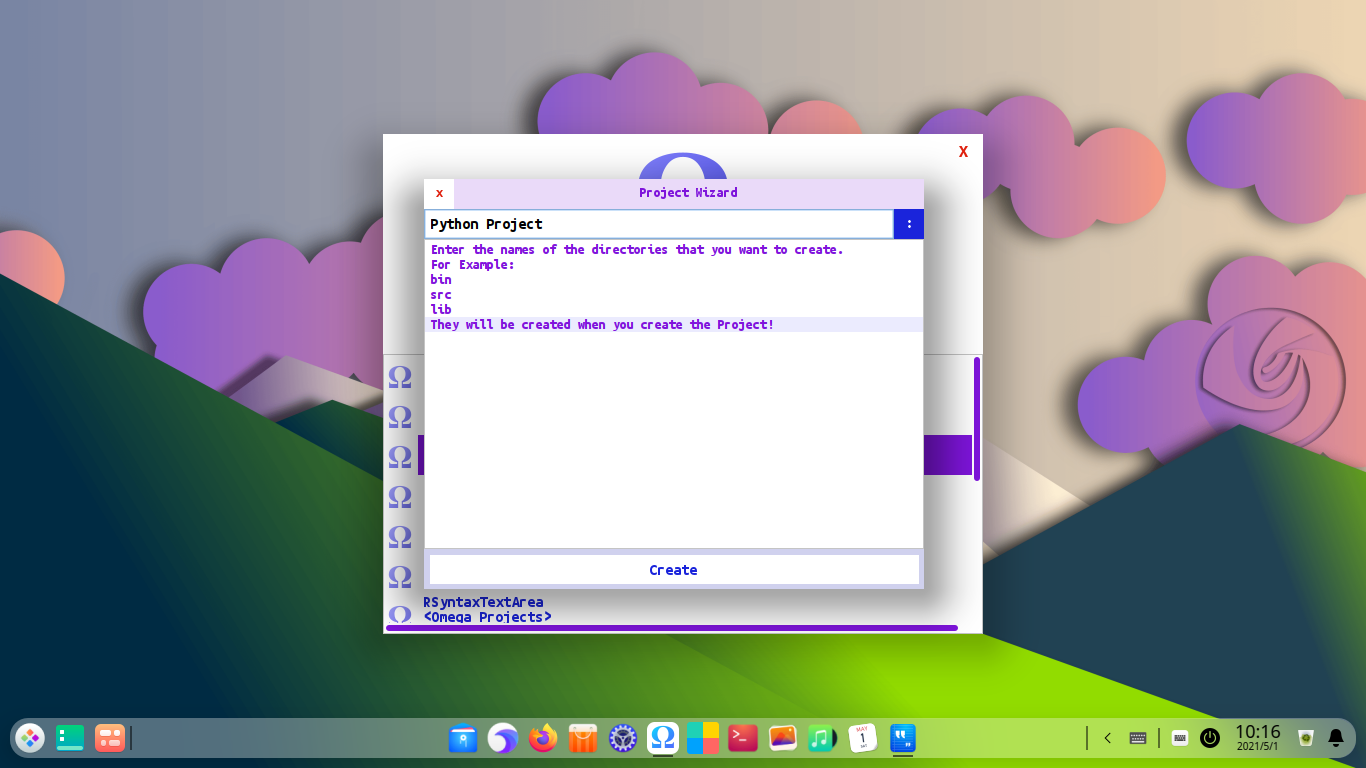 X
x
Project Wizard
Python Project
:
Enter the names of the directories that you want to create.
For Example:
bin
src
lib
They will be created when you create the Project!
Create
RSyntaxTextArea
<Omega Projects>
MAY
1
10:16
2021/5/1